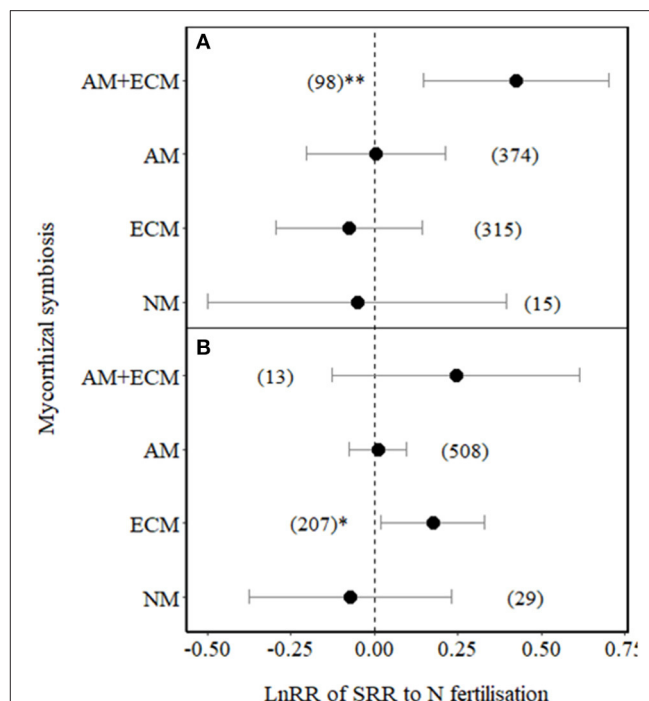 A
AM+ECM
(98)**
AM
(374)
ECM
(315)
NM
(15)
Mycorrhizal symbiosis
B
AM+ECM
(13)
AM
(508)
ECM
(207)*
NM
(29)
-0.50 -0.25 0.00 0.25 0.50 0.75
LnRR of SRR to N fertilisation